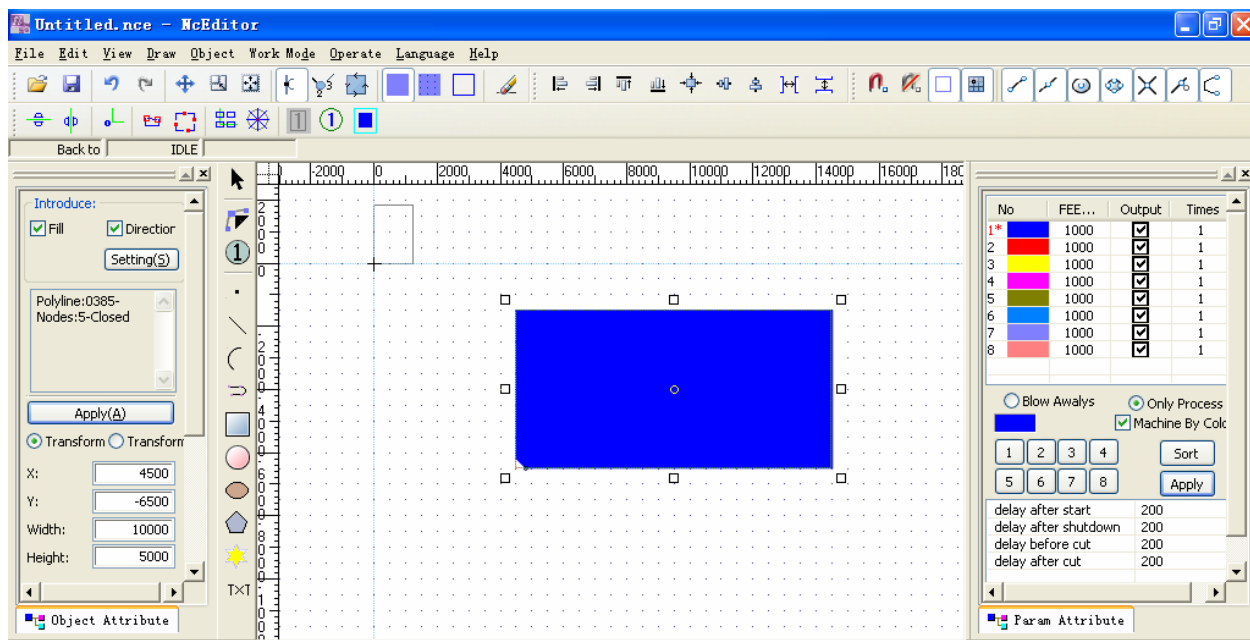 Untitled.nce - NcEditor
File Edit View Draw Object Work Mode Operate Language Help
Back to IDLE
Introduce:
Fill Direction
Setting(S)
Polyline:0385-
Nodes:5-Closed
Apply(A)
Transform Transform
X: 4500
Y: -6500
Width: 10000
Height: 5000
Object Attribute
1
TXT
-2000 0 2000 4000 6000 8000 10000 12000 14000 16000 180
No FEE... Output Times
1* 1000 1
2 1000 1
3 1000 1
4 1000 1
5 1000 1
6 1000 1
7 1000 1
8 1000 1
Blow Awalys Only Process
Machine By Colo
1 2 3 4 Sort
5 6 7 8 Apply
delay after start 200
delay after shutdown 200
delay before cut 200
delay after cut 200
Param Attribute